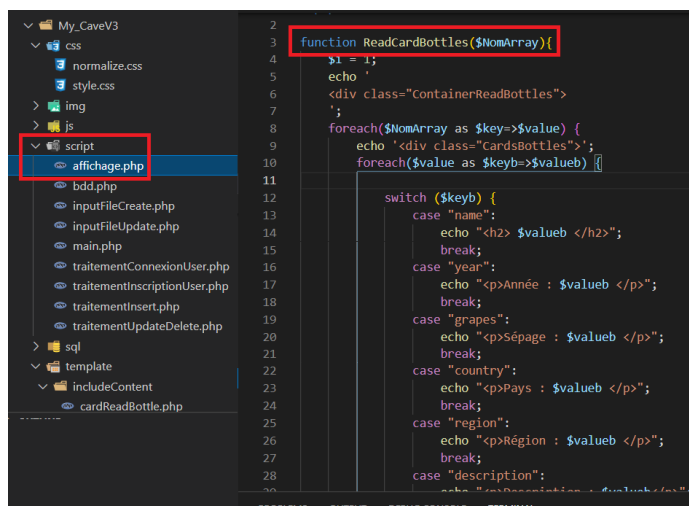 My_CaveV3
css
normalize.css
style.css
img
js
script
affichage.php
bdd.php
inputFileCreate.php
inputFileUpdate.php
main.php
traitementConnexionUser.php
traitementInscriptionUser.php
traitementInsert.php
traitementUpdateDelete.php
sql
template
includeContent
cardReadBottle.php
2
3 function ReadCardBottles($NomArray){
4 $i = 1;
5 echo '
6 <div class="ContainerReadBottles">
7 ';
8 foreach($NomArray as $key=>$value) {
9 echo '<div class="CardsBottles">';
10 foreach($value as $keyb=>$valueb) {
11
12 switch ($keyb) {
13 case "name":
14 echo "<h2> $valueb </h2>";
15 break;
16 case "year":
17 echo "<p>Année : $valueb </p>";
18 break;
19 case "grapes":
20 echo "<p>Sépage : $valueb </p>";
21 break;
22 case "country":
23 echo "<p>Pays : $valueb </p>";
24 break;
25 case "region":
26 echo "<p>Région : $valueb </p>";
27 break;
28 case "description":